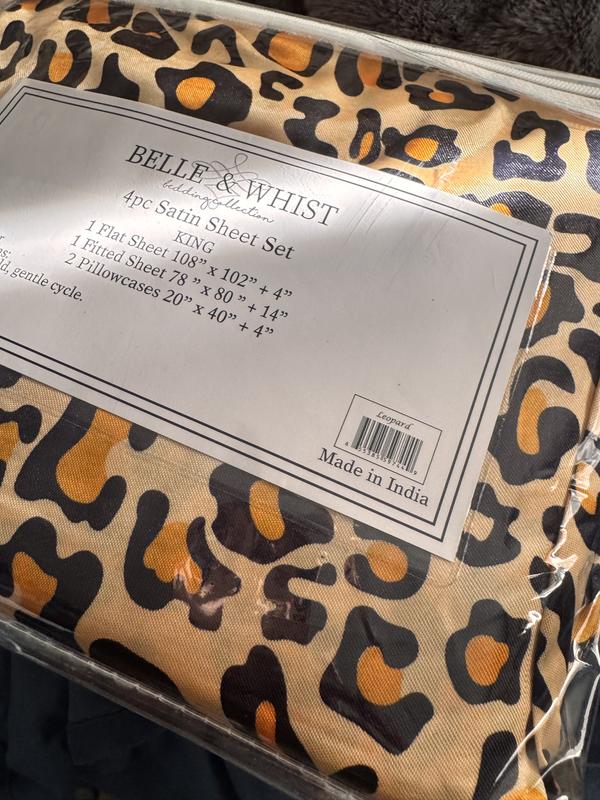 BELLE & WHIST
bedding collection
4pc Satin Sheet Set
KING
1 Flat Sheet 108” x 102” + 4”
1 Fitted Sheet 78 ” x 80 ” + 14”
2 Pillowcases 20” x 40” + 4”
gentle cycle.
Leopard
Made in India